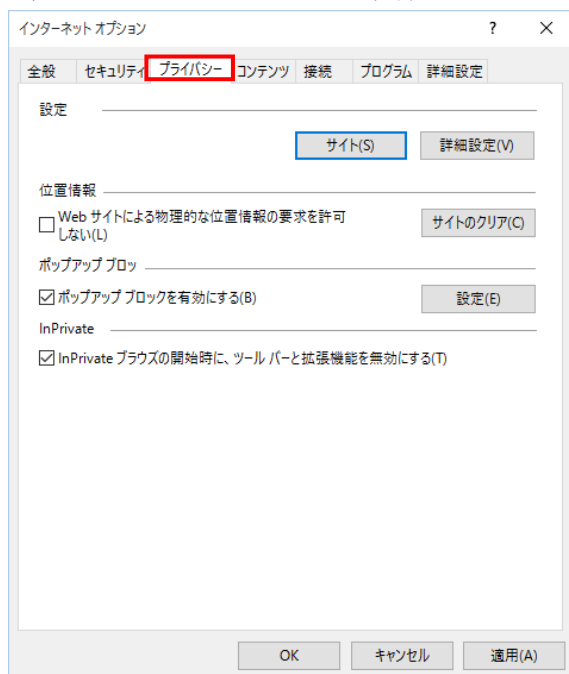 インターネット オプション ? ×
全般 セキュリティ プライバシー コンテンツ 接続 プログラム 詳細設定
設定
サイト(S) 詳細設定(V)
位置情報
Web サイトによる物理的な位置情報の要求を許可
しない(L)
サイトのクリア(C)
ポップアップ ブロッ
ポップアップ ブロックを有効にする(B) 設定(E)
InPrivate
InPrivate ブラウズの開始時に、ツール バーと拡張機能を無効にする(T)
OK キャンセル 適用(A)